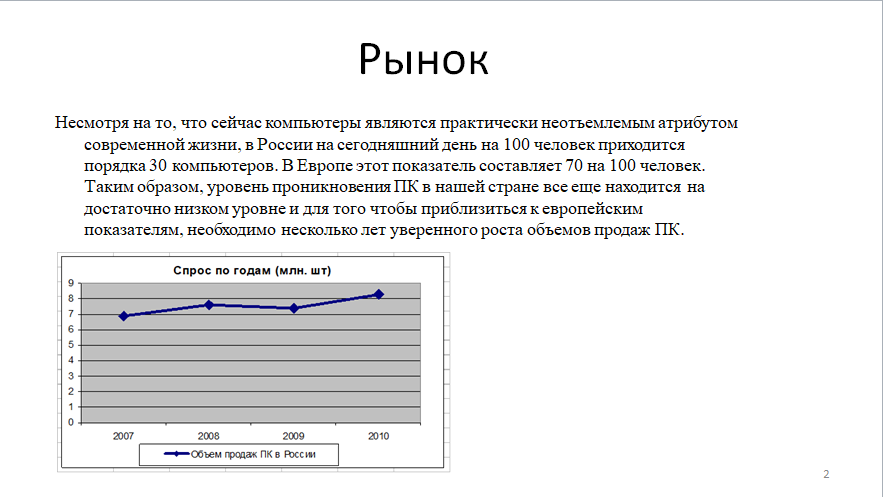 Рынок
Несмотря на то, что сейчас компьютеры являются практически неотъемлемым атрибутом
современной жизни, в России на сегодняшний день на 100 человек приходится
порядка 30 компьютеров. В Европе этот показатель составляет 70 на 100 человек.
Таким образом, уровень проникновения ПК в нашей стране все еще находится на
достаточно низком уровне и для того чтобы приблизиться к европейским
показателям, необходимо несколько лет уверенного роста объемов продаж ПК.
Спрос по годам (млн. шт)
9
8
7
6
5
4
3
2
1
0
2007 2008 2009 2010
Объем продаж ПК в России
2